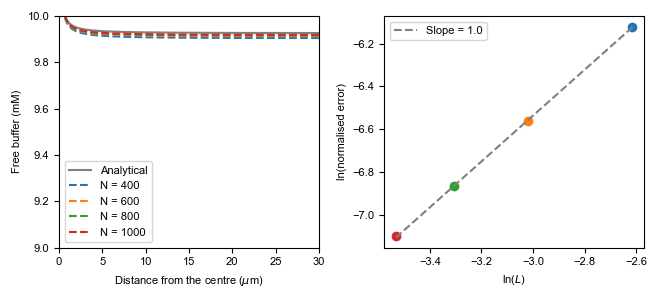 10.0
9.8
9.6
9.4
9.2
9.0
Free buffer (mM)
Analytical
N = 400
N = 600
N = 800
N = 1000
0 5 10 15 20 25 30
Distance from the centre (μm)
Slope = 1.0
−6.2
−6.4
−6.6
−6.8
−7.0
ln(normalised error)
−3.4 −3.2 −3.0 −2.8 −2.6
ln(L)